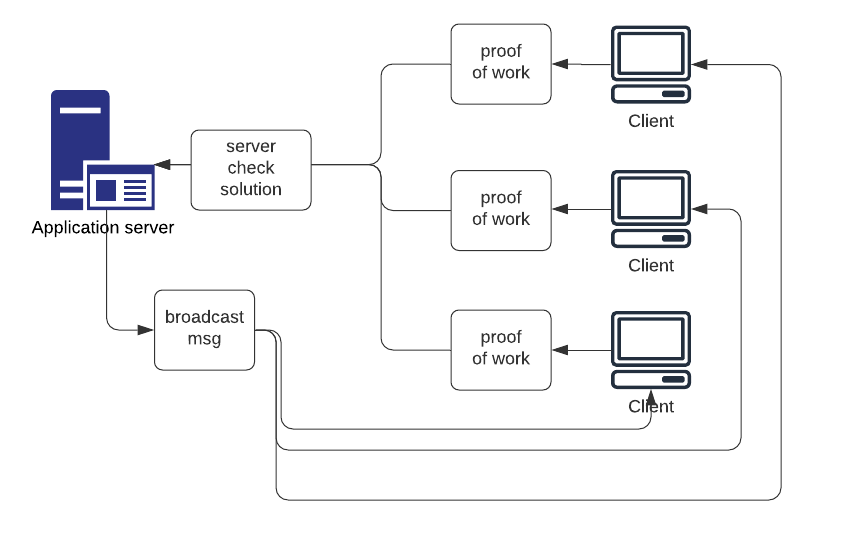 proof
of work
Client
server
check
solution
Application server
proof
of work
Client
broadcast
msg
proof
of work
Client